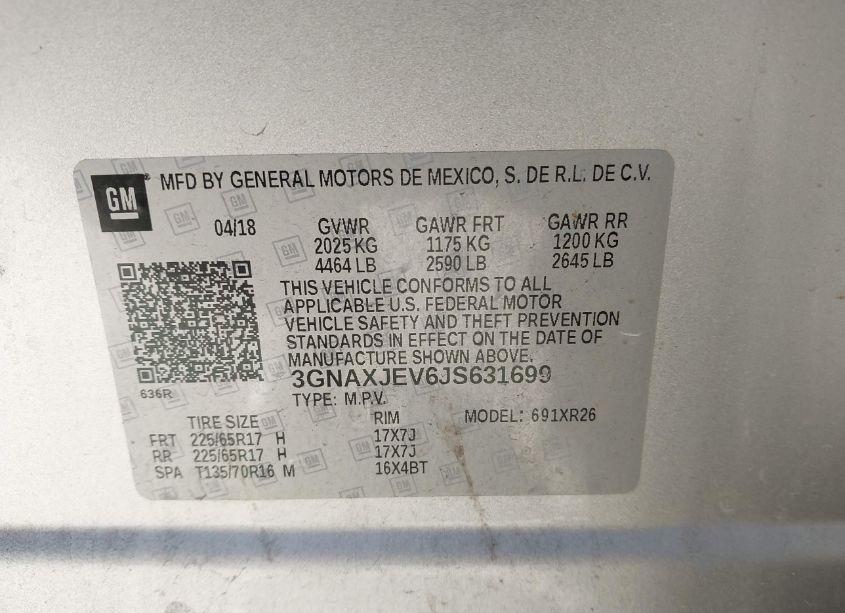 GM ® MFD BY GENERAL MOTORS DE MEXICO, S. DE R.L. DE C.V.
04/18 GVWR GAWR FRT GAWR RR
2025 KG 1175 KG 1200 KG
4464 LB 2590 LB 2645 LB
THIS VEHICLE CONFORMS TO ALL
APPLICABLE U.S. FEDERAL MOTOR
VEHICLE SAFETY AND THEFT PREVENTION
STANDARDS IN EFFECT ON THE DATE OF
MANUFACTURE SHOWN ABOVE.
3GNAXJEV6JS631699
636R
TYPE: M.P.V.
TIRE SIZE RIM MODEL: 691XR26
FRT 225/65R17 H 17X7J
RR 225/65R17 H 17X7J
SPA T135/70R16 M 16X4BT